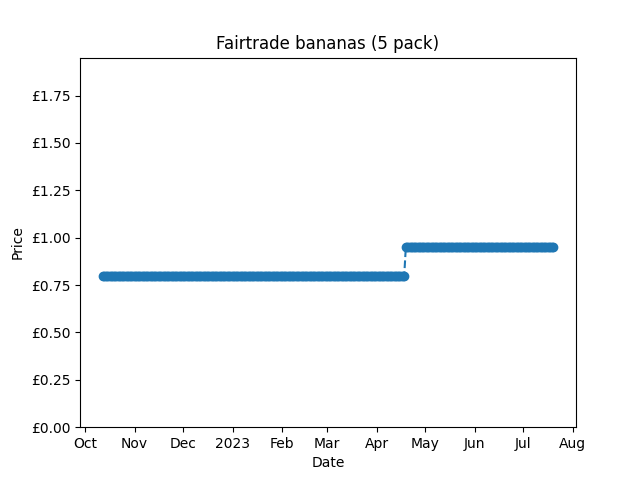 Fairtrade bananas (5 pack)
£1.75
£1.50
£1.25
£1.00
£0.75
£0.50
£0.25
£0.00
Price
Oct Nov Dec 2023 Feb Mar Apr May Jun Jul Aug
Date